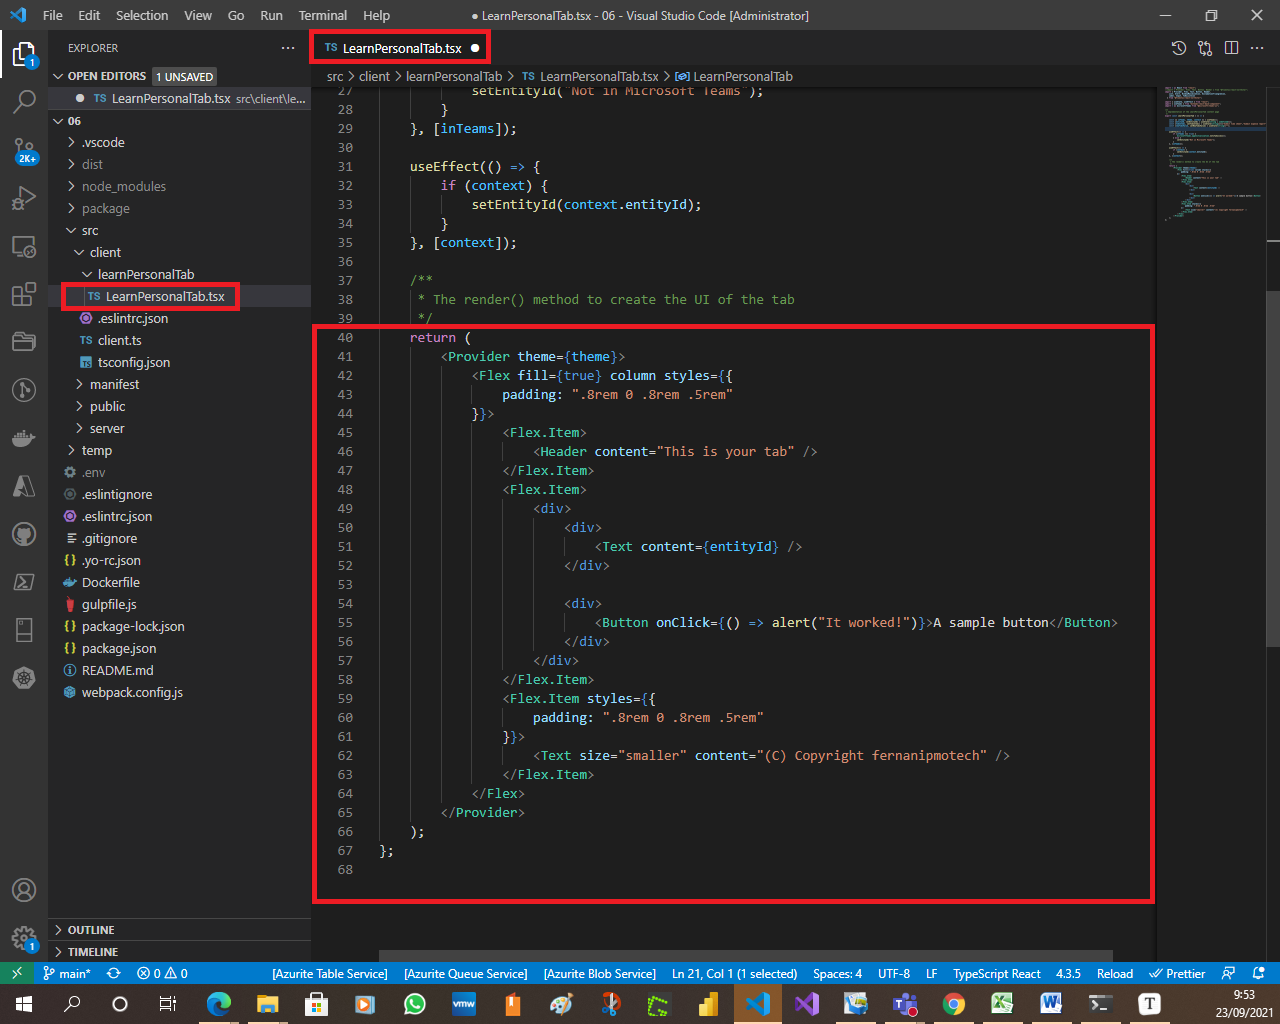 File Edit Selection View Go Run Terminal Help
● LearnPersonalTab.tsx - 06 - Visual Studio Code [Administrator]
EXPLORER ···
TS LearnPersonalTab.tsx ●
OPEN EDITORS 1 UNSAVED
● TS LearnPersonalTab.tsx src\client\le...
06
.vscode
dist
node_modules
package
src
client
learnPersonalTab
TS LearnPersonalTab.tsx
.eslintrc.json
TS client.ts
TS tsconfig.json
manifest
public
server
temp
.env
.eslintignore
.eslintrc.json
.gitignore
{} .yo-rc.json
Dockerfile
gulpfile.js
{} package-lock.json
{} package.json
README.md
webpack.config.js
OUTLINE
TIMELINE
1
2K+
1
src > client > learnPersonalTab > TS LearnPersonalTab.tsx > LearnPersonalTab
27 setEntityId("Not in Microsoft Teams");
28 }
29 }, [inTeams]);
30
31 useEffect(() => {
32 if (context) {
33 setEntityId(context.entityId);
34 }
35 }, [context]);
36
37 /**
38 * The render() method to create the UI of the tab
39 */
40 return (
41 <Provider theme={theme}>
42 <Flex fill={true} column styles={{
43 padding: ".8rem 0 .8rem .5rem"
44 }}>
45 <Flex.Item>
46 <Header content="This is your tab" />
47 </Flex.Item>
48 <Flex.Item>
49 <div>
50 <div>
51 <Text content={entityId} />
52 </div>
53
54 <div>
55 <Button onClick={() => alert("It worked!")}>A sample button</Button>
56 </div>
57 </div>
58 </Flex.Item>
59 <Flex.Item styles={{
60 padding: ".8rem 0 .8rem .5rem"
61 }}>
62 <Text size="smaller" content="(C) Copyright fernanipmotech" />
63 </Flex.Item>
64 </Flex>
65 </Provider>
66 );
67 };
68
main* 0 0 [Azurite Table Service] [Azurite Queue Service] [Azurite Blob Service] Ln 21, Col 1 (1 selected) Spaces: 4 UTF-8 LF TypeScript React 4.3.5 Reload Prettier
vmw
T
9:53
23/09/2021